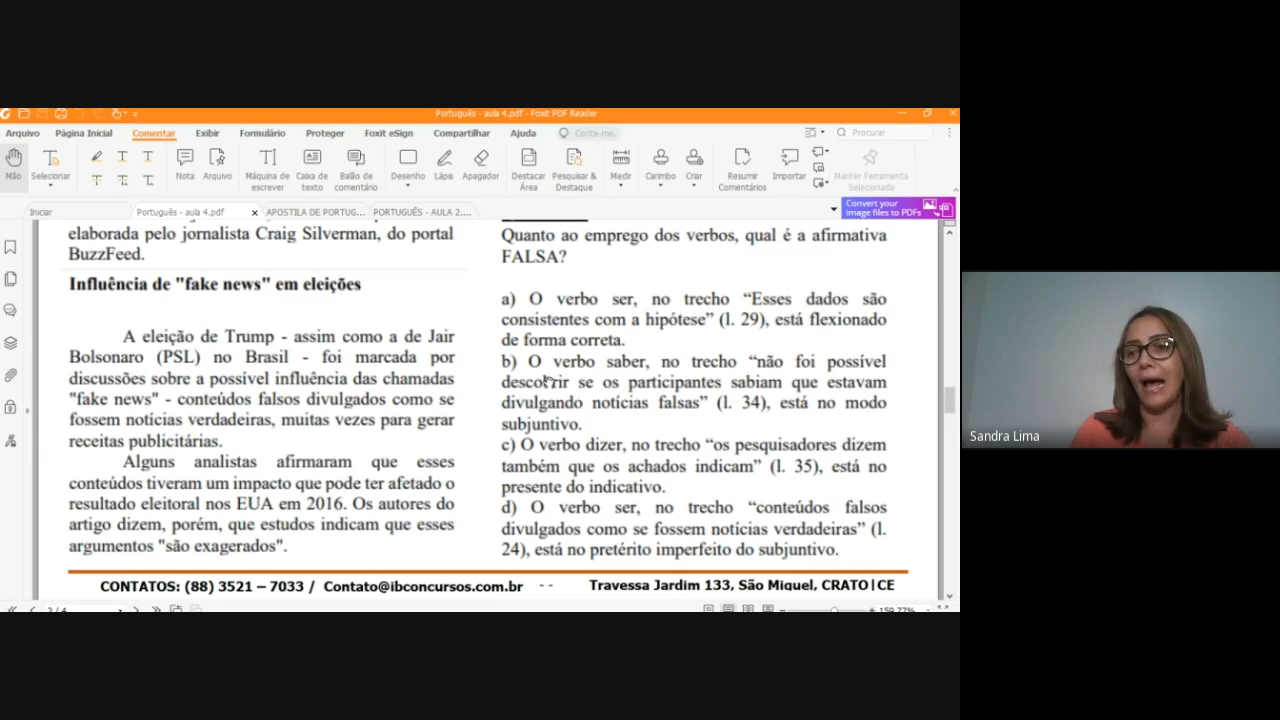 Português - aula 4.pdf - Foxit PDF Reader
Arquivo Página Inicial Comentar Exibir Formulário Proteger Foxit eSign Compartilhar Ajuda Conte-me. Procurar
Mão Selecionar Nota Arquivo Máquina de escrever Caixa de texto Balão de comentário Desenho Lápis Apagador Destacar Área Pesquisar & Destaque Medir Carimbo Criar Resumir Comentários Importar Manter Ferramenta Selecionada
Iniciar Português - aula 4.pdf APOSTILA DE PORTUG... PORTUGUÊS - AULA 2....
Convert your
image files to PDFs
elaborada pelo jornalista Craig Silverman, do portal
BuzzFeed.
Influência de "fake news" em eleições
A eleição de Trump - assim como a de Jair
Bolsonaro (PSL) no Brasil - foi marcada por
discussões sobre a possível influência das chamadas
"fake news" - conteúdos falsos divulgados como se
fossem notícias verdadeiras, muitas vezes para gerar
receitas publicitárias.
Alguns analistas afirmaram que esses
conteúdos tiveram um impacto que pode ter afetado o
resultado eleitoral nos EUA em 2016. Os autores do
artigo dizem, porém, que estudos indicam que esses
argumentos "são exagerados".
Quanto ao emprego dos verbos, qual é a afirmativa
FALSA?
a) O verbo ser, no trecho “Esses dados são
consistentes com a hipótese” (l. 29), está flexionado
de forma correta.
b) O verbo saber, no trecho “não foi possível
descobrir se os participantes sabiam que estavam
divulgando notícias falsas” (l. 34), está no modo
subjuntivo.
c) O verbo dizer, no trecho “os pesquisadores dizem
também que os achados indicam” (l. 35), está no
presente do indicativo.
d) O verbo ser, no trecho “conteúdos falsos
divulgados como se fossem notícias verdadeiras” (l.
24), está no pretérito imperfeito do subjuntivo.
CONTATOS: (88) 3521 – 7033 / Contato@ibconcursos.com.br - - Travessa Jardim 133, São Miguel, CRATO|CE
159,77%
Sandra Lima